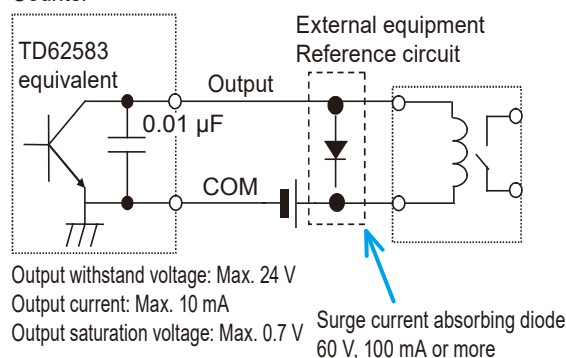 TD62583
equivalent
External equipment
Reference circuit
Output
0.01 µF
COM
Output withstand voltage: Max. 24 V
Output current: Max. 10 mA
Output saturation voltage: Max. 0.7 V
Surge current absorbing diode
60 V, 100 mA or more